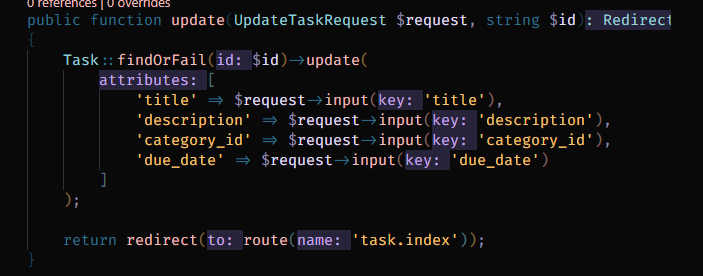 0 references | 0 overrides
public function update(UpdateTaskRequest $request, string $id): Redirect
{
Task::findOrFail(id: $id)->update(
attributes: [
'title' => $request->input(key: 'title'),
'description' => $request->input(key: 'description'),
'category_id' => $request->input(key: 'category_id'),
'due_date' => $request->input(key: 'due_date')
]
);
return redirect(to: route(name: 'task.index'));
}